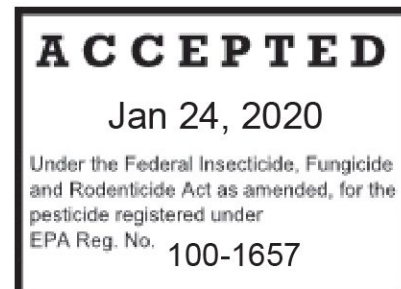 ACCEPTED
Jan 24, 2020
Under the Federal Insecticide, Fungicide
and Rodenticide Act as amended, for the
pesticide registered under
EPA Reg. No. 100-1657